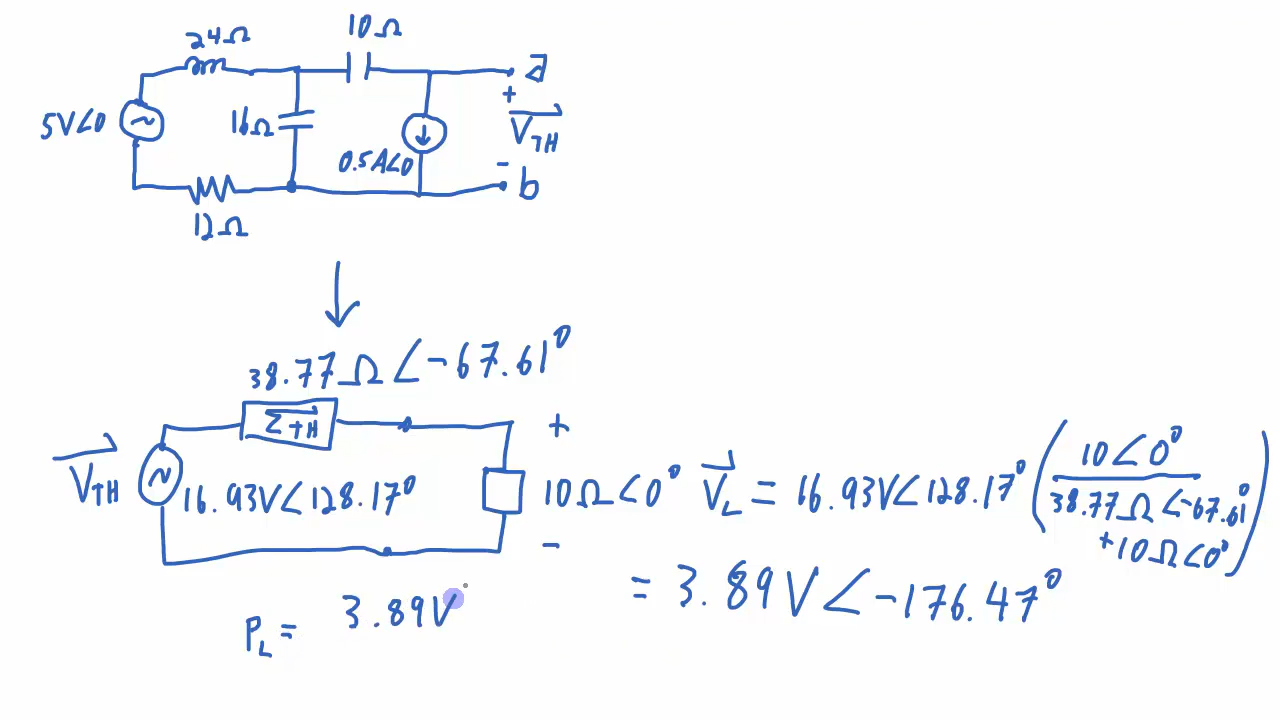 24Ω
10Ω
a
+
5V∠0
16Ω
0.5A∠0
V_TH
-
b
12Ω
38.77Ω∠-67.61°
Z_TH
+
V_TH
16.93V∠128.17°
10Ω∠0°
V_L = 16.93V∠128.17° (10∠0° / 38.77Ω∠-67.61° + 10Ω∠0°)
-
= 3.89V∠-176.47°
P_L = 3.89V